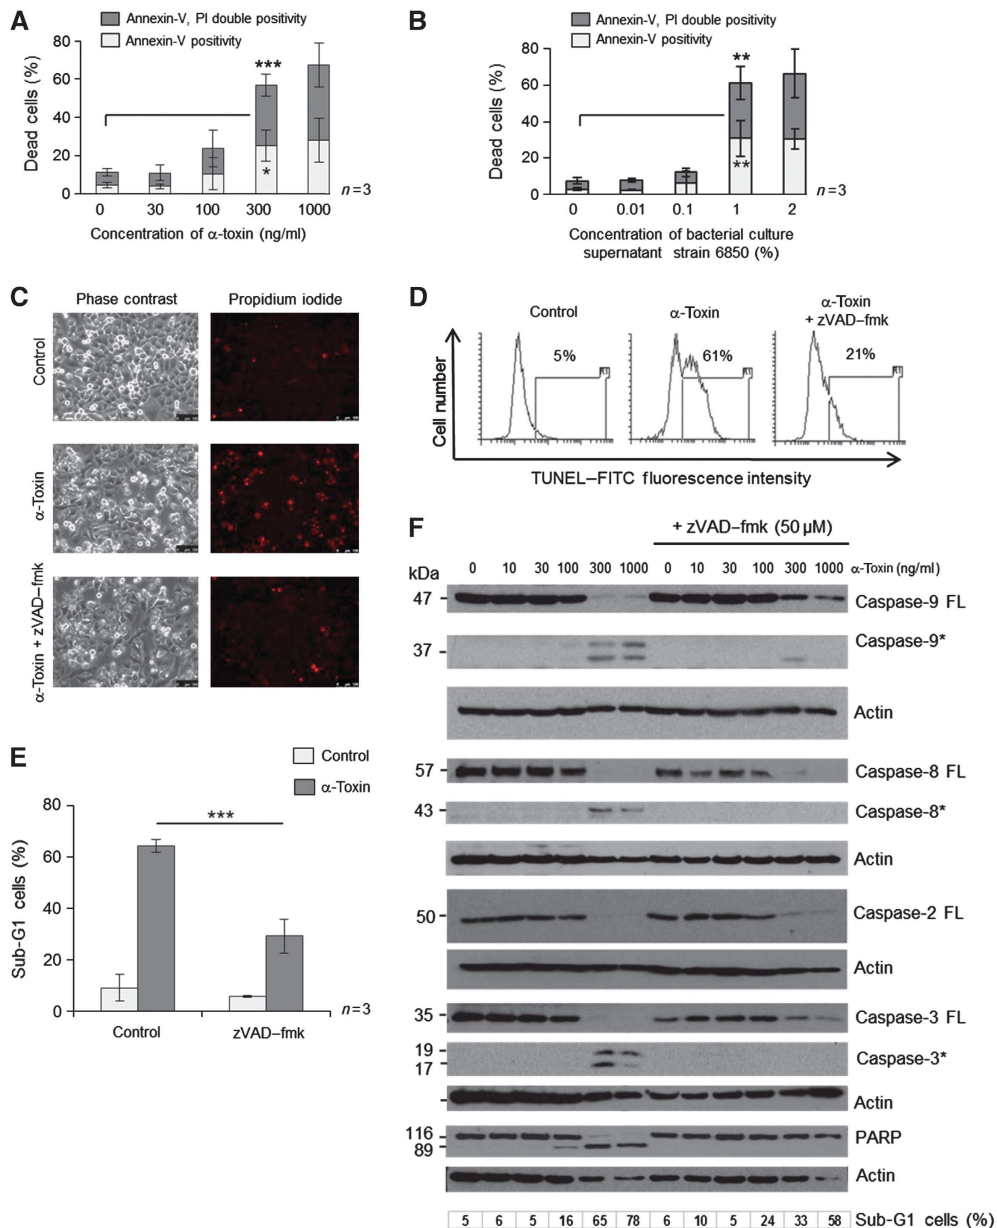 A
Annexin-V, PI double positivity
Annexin-V positivity
Dead cells (%)
80
60
40
20
0
***
*
0 30 100 300 1000
n=3
Concentration of α-toxin (ng/ml)
B
Annexin-V, PI double positivity
Annexin-V positivity
Dead cells (%)
80
60
40
20
0
**
**
0 0.01 0.1 1 2
n=3
Concentration of bacterial culture
supernatant strain 6850 (%)
C
Phase contrast Propidium iodide
Control
α-Toxin
α-Toxin + zVAD–fmk
D
Control
α-Toxin
α-Toxin
+ zVAD–fmk
5%
61%
21%
Cell number
TUNEL–FITC fluorescence intensity
E
Control
α-Toxin
Sub-G1 cells (%)
80
60
40
20
0
***
Control zVAD–fmk
n=3
F
+ zVAD–fmk (50 μM)
kDa
0 10 30 100 300 1000 0 10 30 100 300 1000 α-Toxin (ng/ml)
47 Caspase-9 FL
37 Caspase-9*
Actin
57 Caspase-8 FL
43 Caspase-8*
Actin
50 Caspase-2 FL
Actin
35 Caspase-3 FL
19
17
Caspase-3*
Actin
116
89
PARP
Actin
5 6 5 16 65 78 6 10 5 24 33 58 Sub-G1 cells (%)